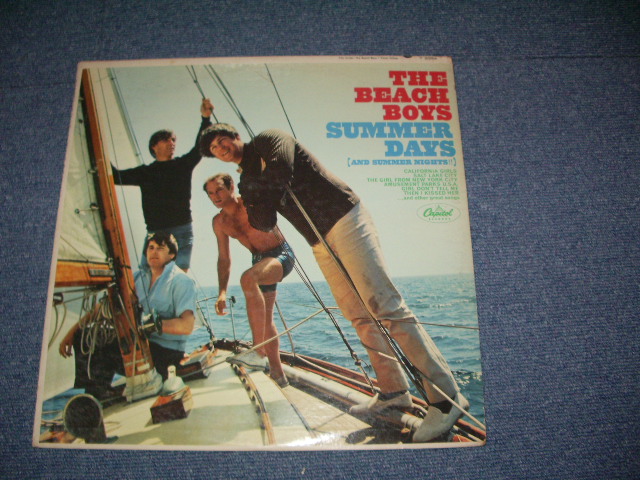 THE
BEACH
BOYS
SUMMER
DAYS
[AND SUMMER NIGHTS!!]
CALIFORNIA GIRLS
SALT LAKE CITY
THE GIRL FROM NEW YORK CITY
AMUSEMENT PARKS U.S.A.
GIRL DON'T TELL ME
THEN I KISSED HER
...and other great songs
Capitol
RECORDS